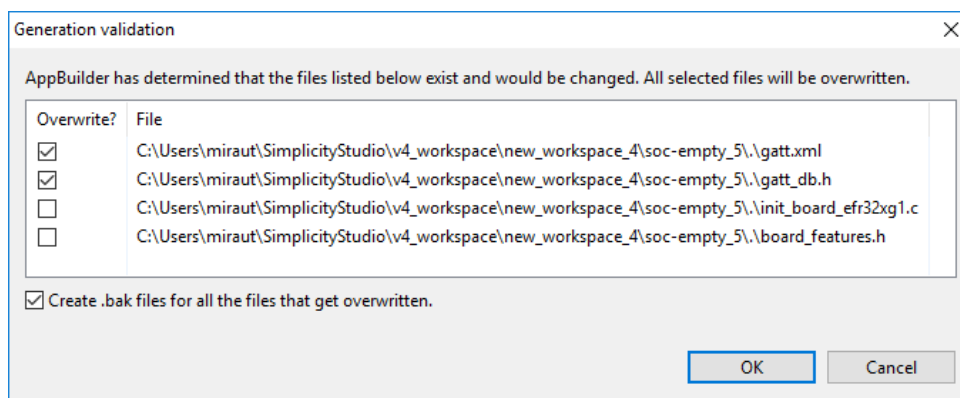 Generation validation
AppBuilder has determined that the files listed below exist and would be changed. All selected files will be overwritten.
Overwrite? File
C:\Users\miraut\SimplicityStudio\v4_workspace\new_workspace_4\soc-empty_5\.\gatt.xml
C:\Users\miraut\SimplicityStudio\v4_workspace\new_workspace_4\soc-empty_5\.\gatt_db.h
C:\Users\miraut\SimplicityStudio\v4_workspace\new_workspace_4\soc-empty_5\.\init_board_efr32xg1.c
C:\Users\miraut\SimplicityStudio\v4_workspace\new_workspace_4\soc-empty_5\.\board_features.h
Create .bak files for all the files that get overwritten.
OK Cancel